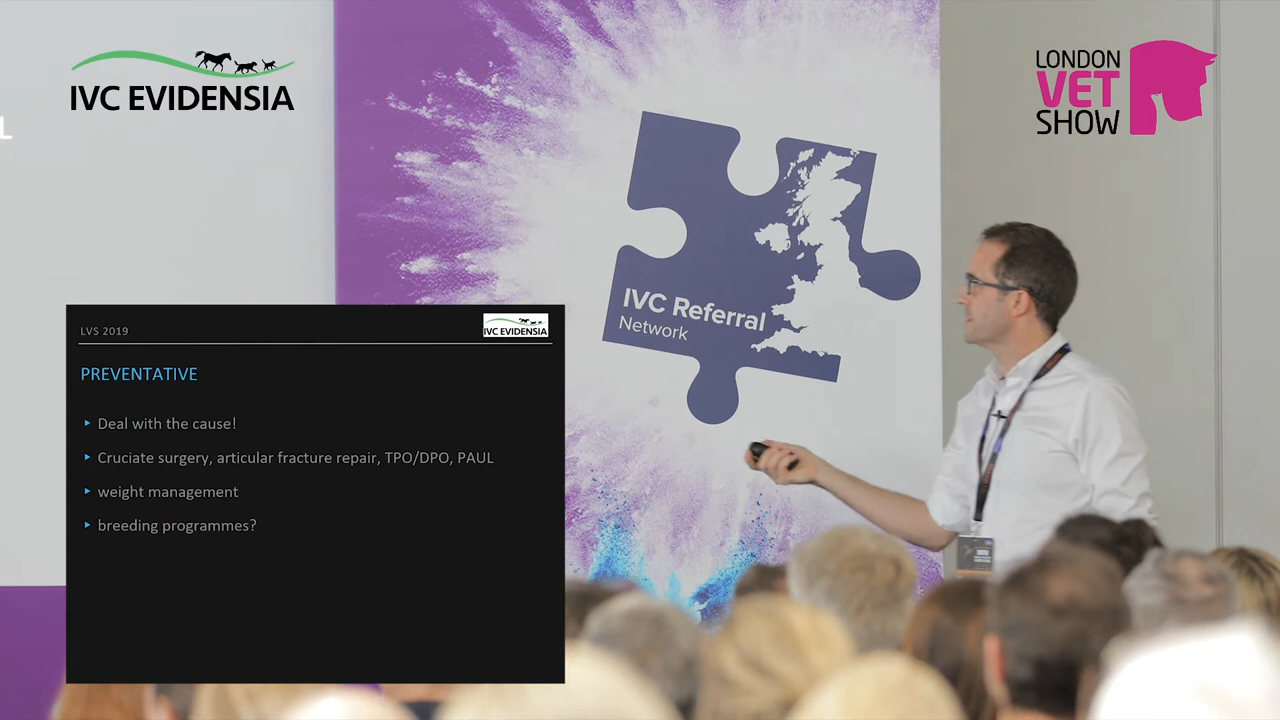 IVC EVIDENSIA
LONDON
VET
SHOW
L
IVC Referral
Network
LVS 2019
IVC EVIDENSIA
PREVENTATIVE
Deal with the cause!
Cruciate surgery, articular fracture repair, TPO/DPO, PAUL
weight management
breeding programmes?